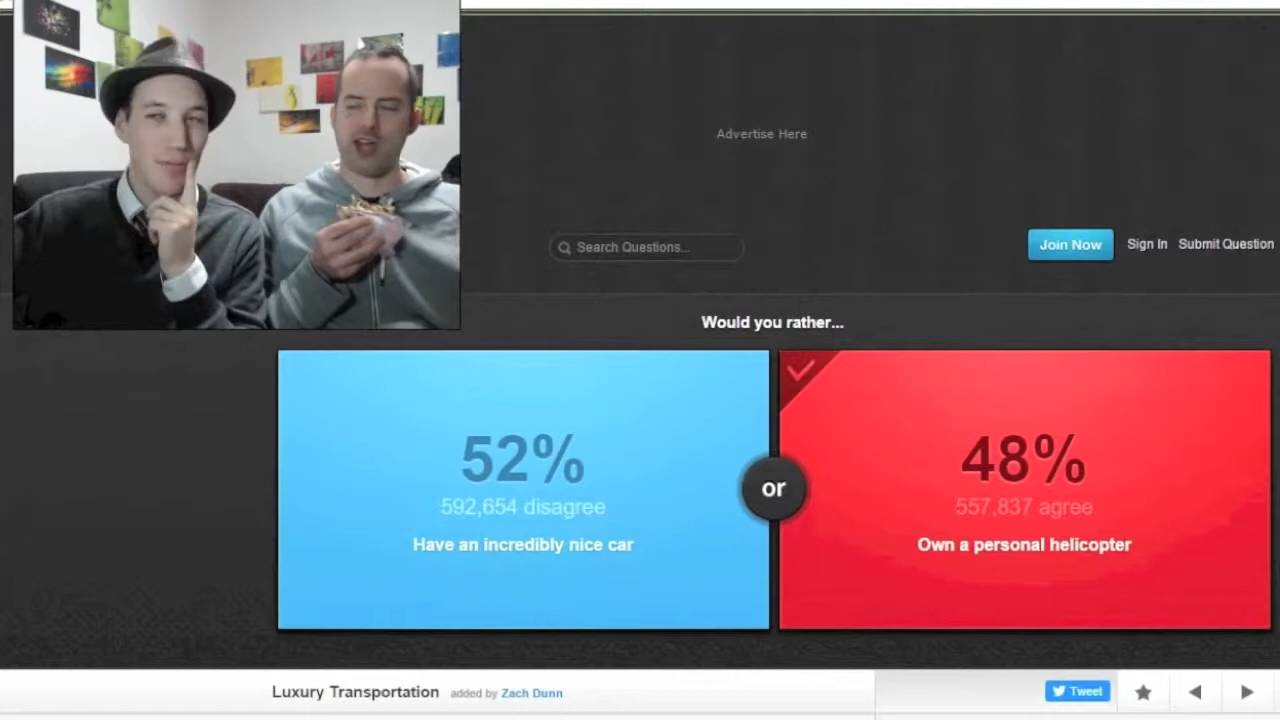 Advertise Here
Search Questions...
Join Now
Sign In
Submit Question
Would you rather...
52%
592,654 disagree
Have an incredibly nice car
or
48%
557,837 agree
Own a personal helicopter
Luxury Transportation added by Zach Dunn
Tweet